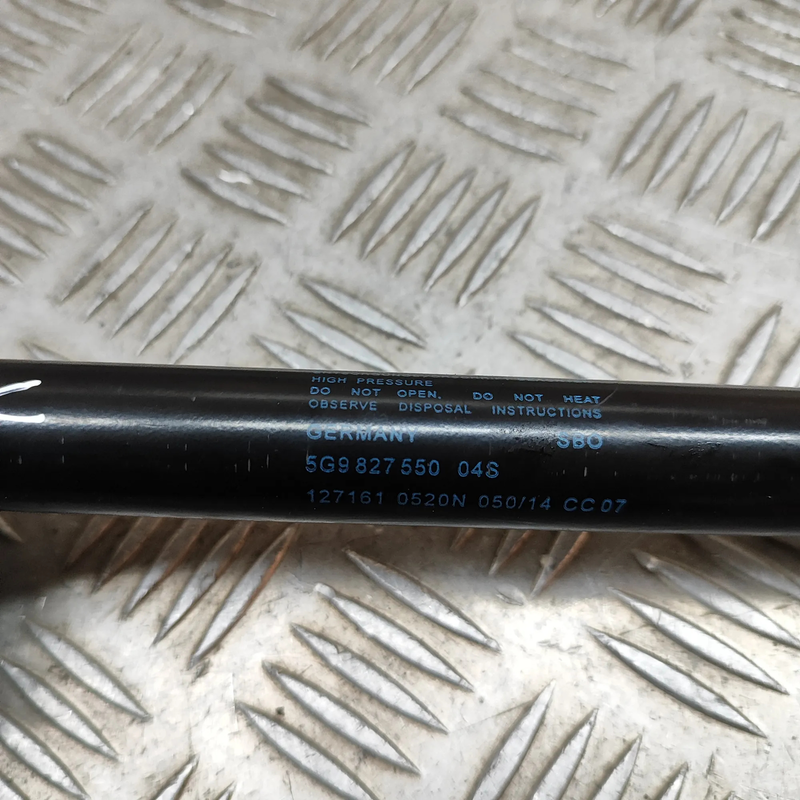 HIGH PRESSURE
DO NOT OPEN. DO NOT HEAT
OBSERVE DISPOSAL INSTRUCTIONS
GERMANY SBO
5G9 827 550 04S
127161 0520N 050/14 CC 07